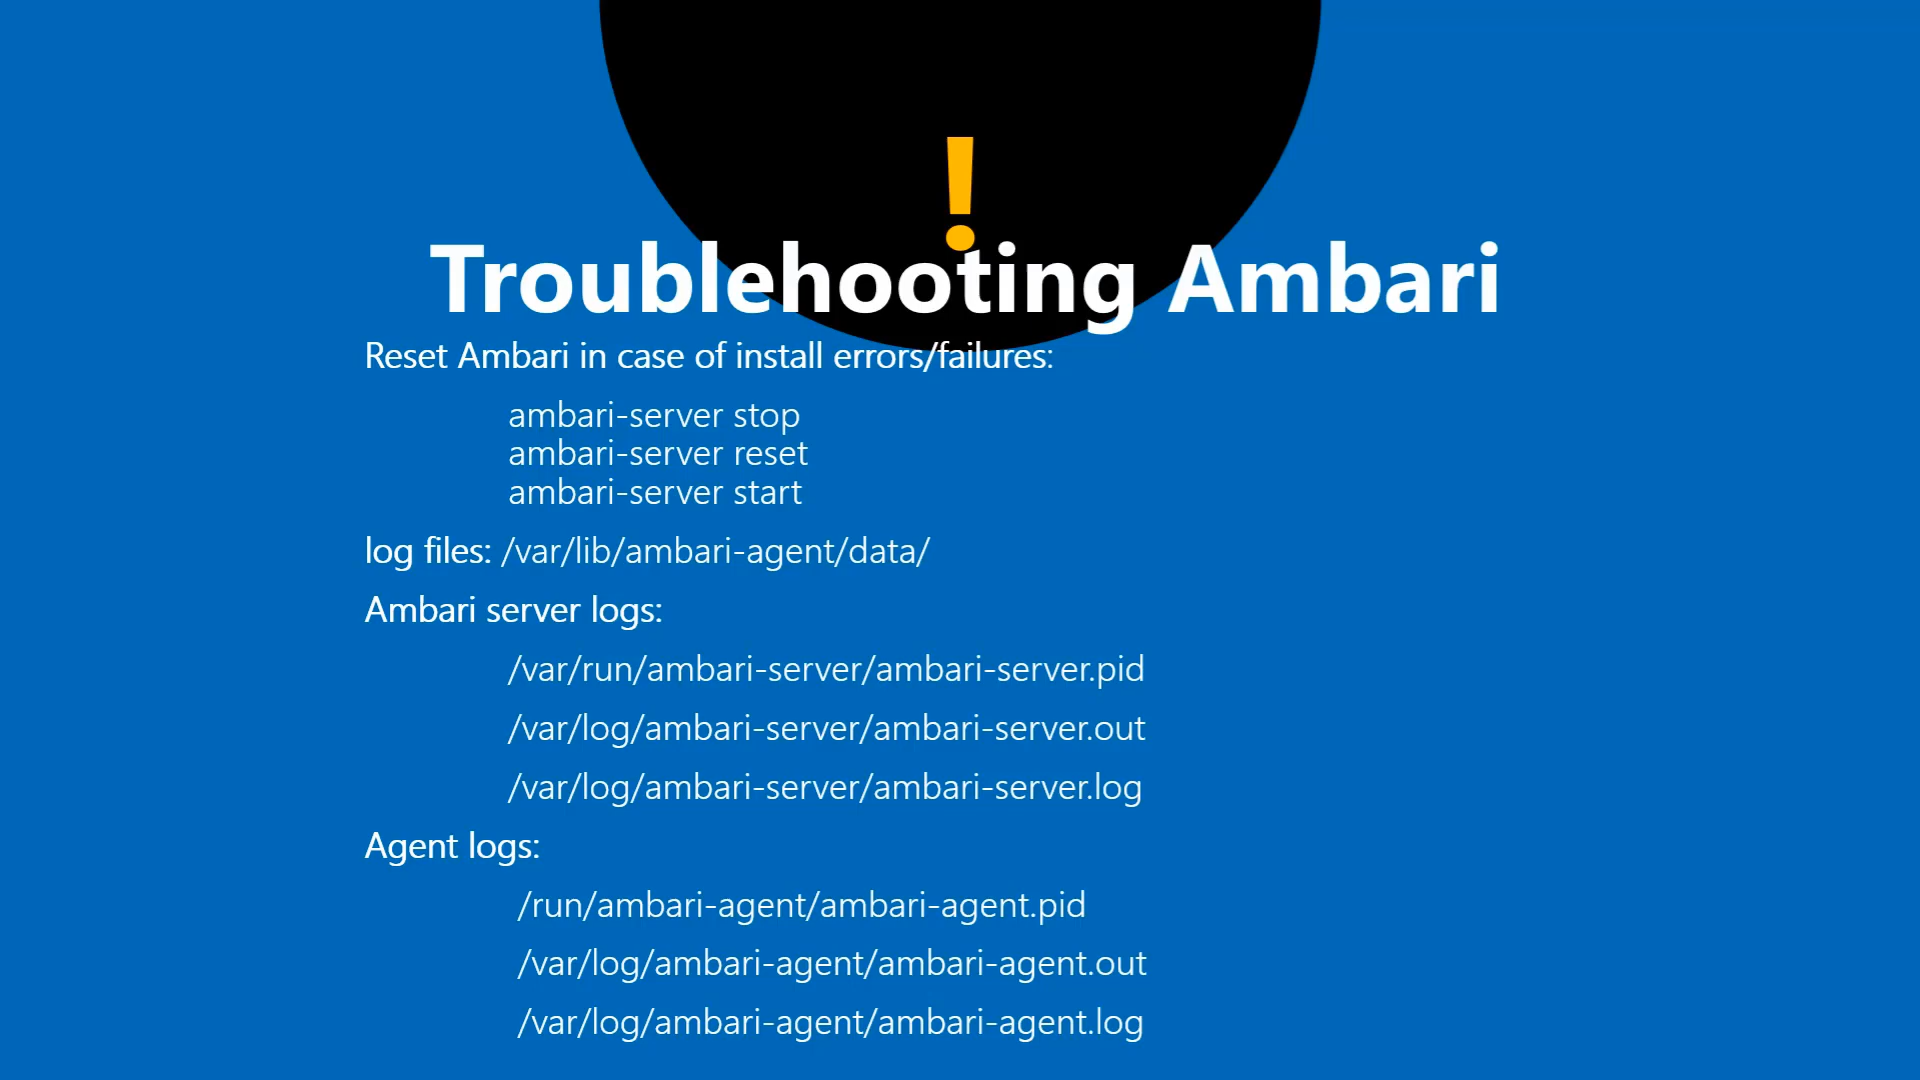 !
Troublehooting Ambari
Reset Ambari in case of install errors/failures:
ambari-server stop
ambari-server reset
ambari-server start
log files: /var/lib/ambari-agent/data/
Ambari server logs:
/var/run/ambari-server/ambari-server.pid
/var/log/ambari-server/ambari-server.out
/var/log/ambari-server/ambari-server.log
Agent logs:
/run/ambari-agent/ambari-agent.pid
/var/log/ambari-agent/ambari-agent.out
/var/log/ambari-agent/ambari-agent.log